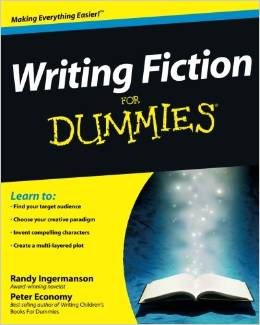 Making Everything Easier!™
Writing Fiction
FOR
DUMMIES®
Learn to:
• Find your target audience
• Choose your creative paradigm
• Invent compelling characters
• Create a multi-layered plot
Randy Ingermanson
Award-winning novelist
Peter Economy
Best selling author of Writing Children's
Books For Dummies